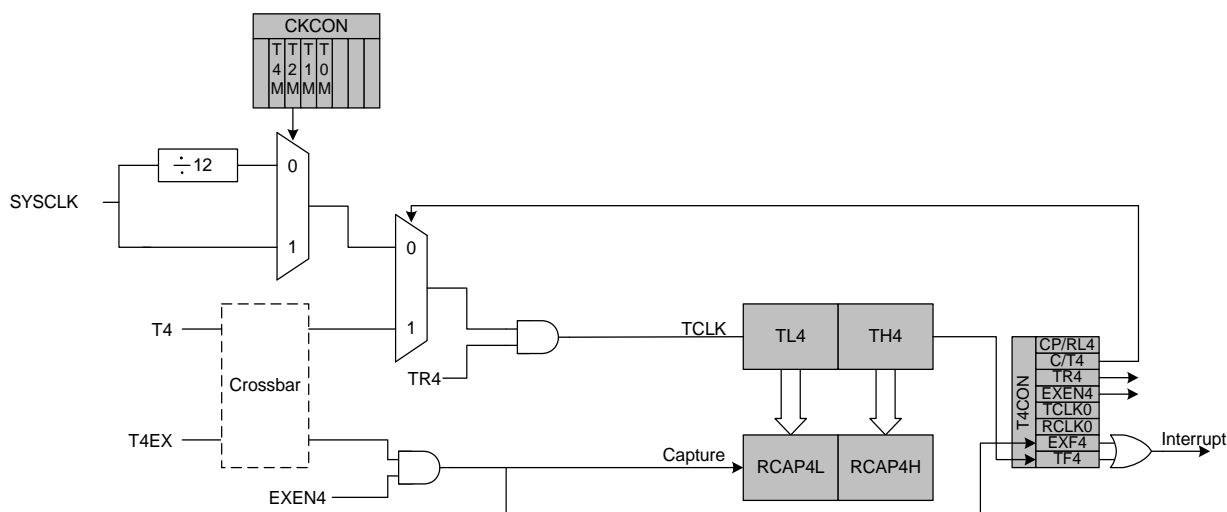 CKCON
T4M
T2M
T1M
T0M
÷ 12
0
SYSCLK
1
0
T4
1
TCLK
TL4
TH4
TR4
Crossbar
T4CON
CP/RL4
C/T4
TR4
EXEN4
TCLK0
RCLK0
EXF4
TF4
Interrupt
T4EX
Capture
RCAP4L
RCAP4H
EXEN4